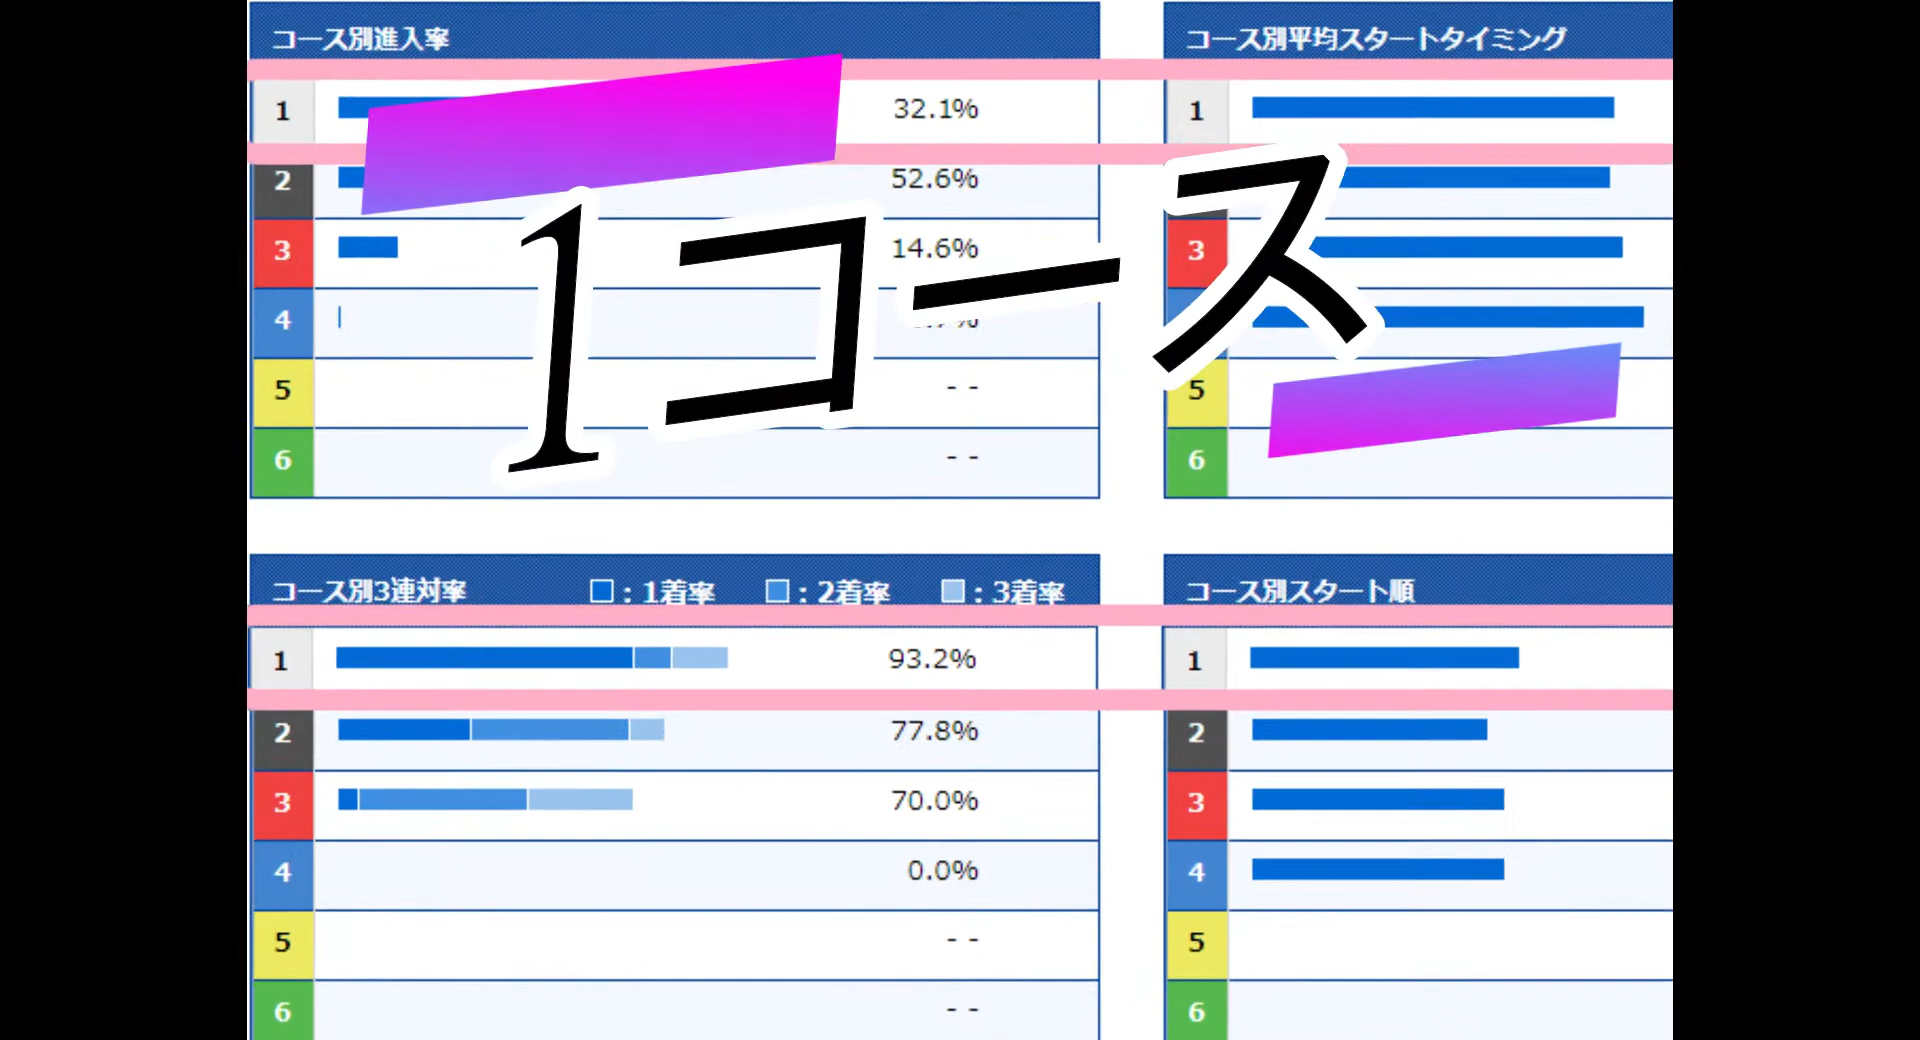 コース別進入率
1 32.1%
2 52.6%
3 14.6%
4
5 - -
6 - -
コース別平均スタートタイミング
1
3
5
6
1コース
コース別3連対率 □：1着率 □：2着率 □：3着率
1 93.2%
2 77.8%
3 70.0%
4 0.0%
5 - -
6 - -
コース別スタート順
1
2
3
4
5
6